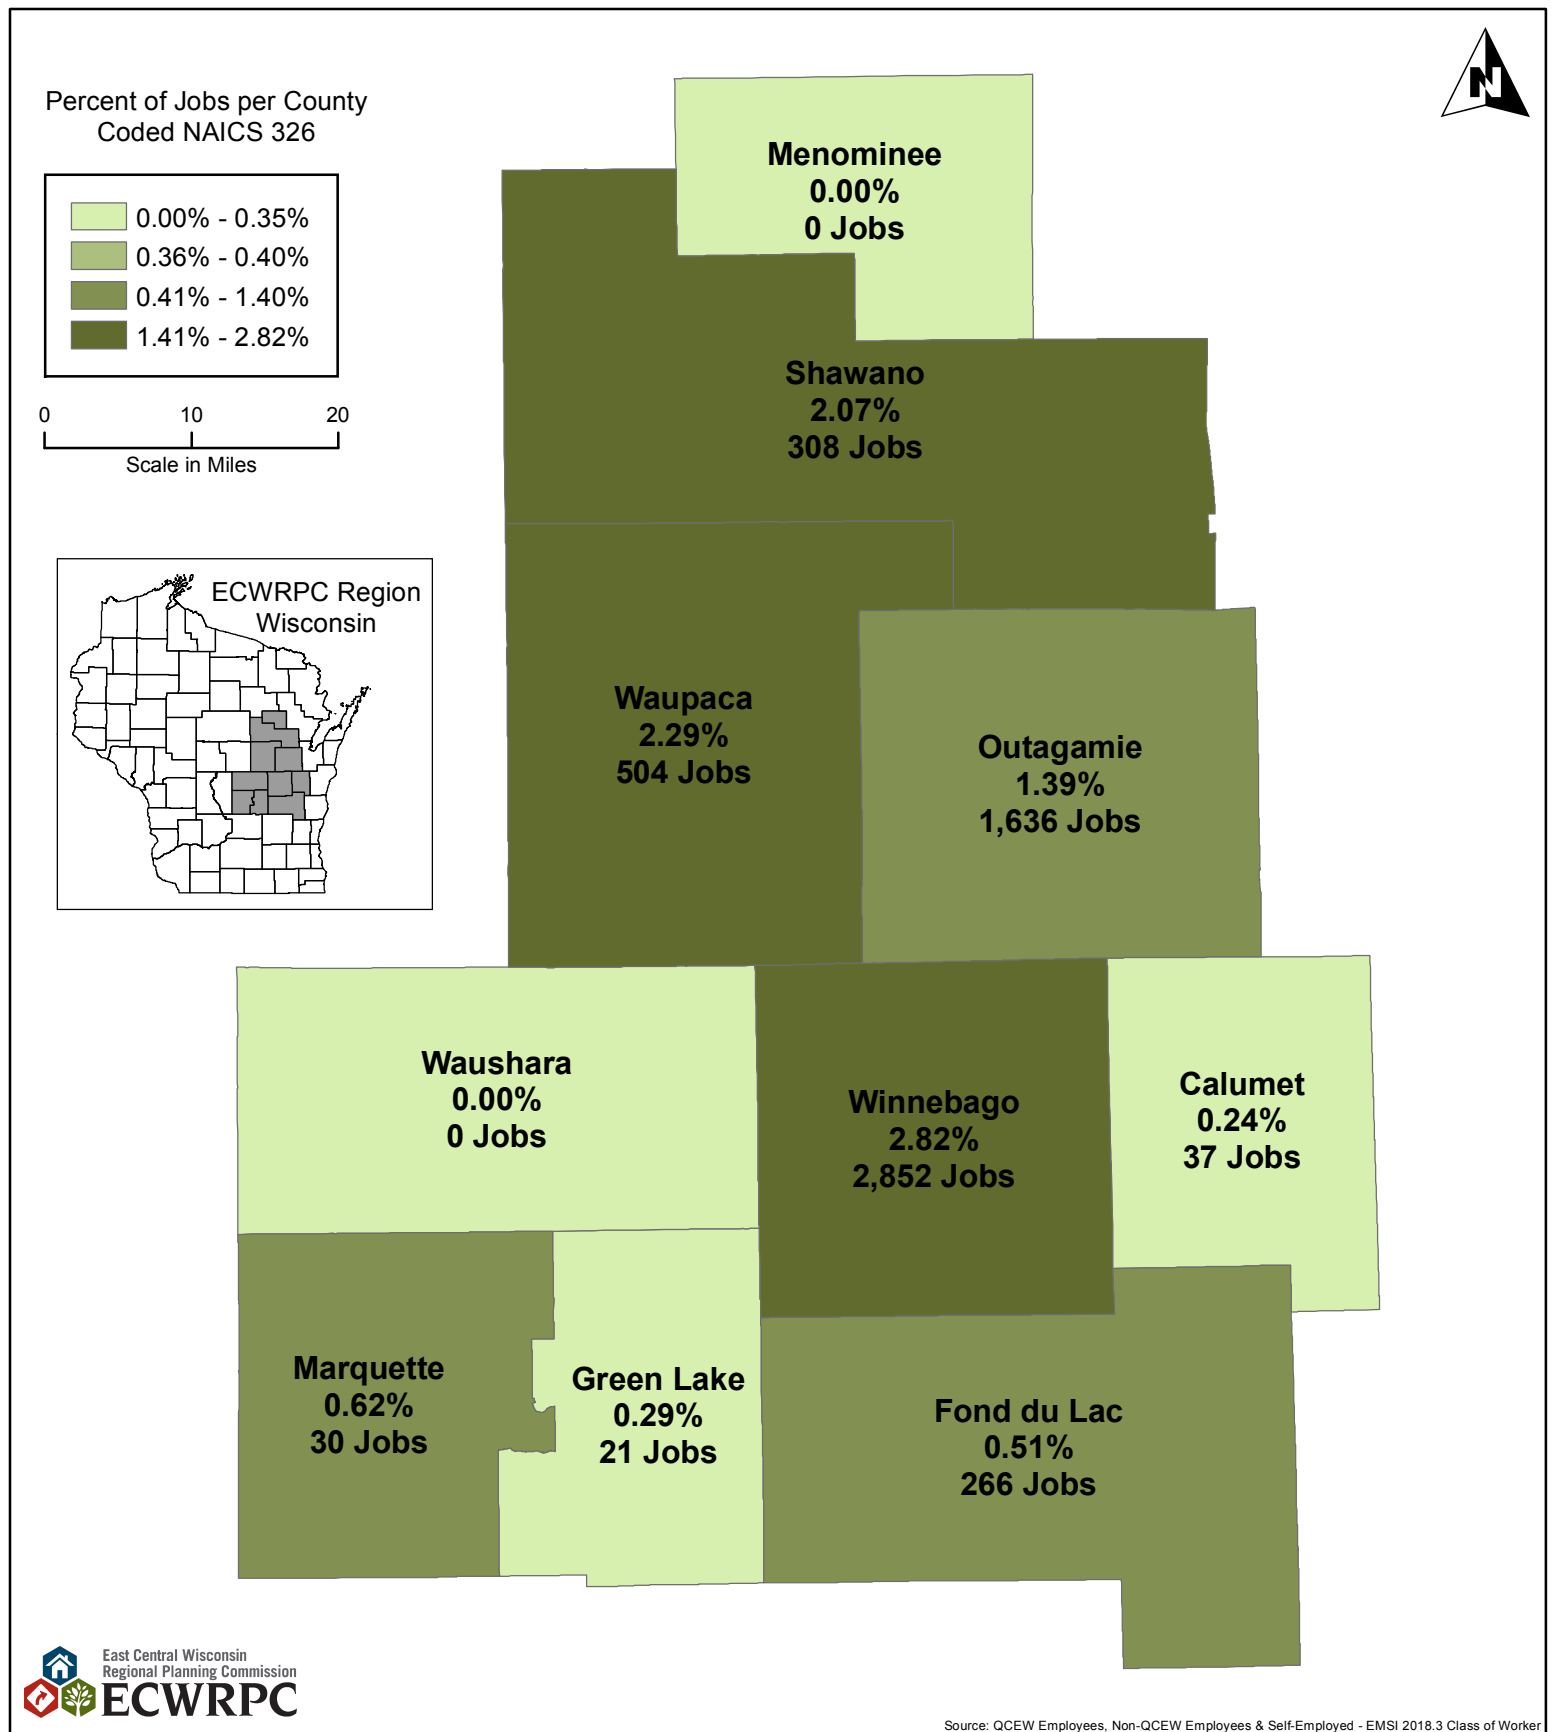 Percent of Jobs per County
Coded NAICS 326
0.00% - 0.35%
0.36% - 0.40%
0.41% - 1.40%
1.41% - 2.82%
0 10 20
Scale in Miles
ECWRPC Region
Wisconsin
N
Menominee
0.00%
0 Jobs
Shawano
2.07%
308 Jobs
Waupaca
2.29%
504 Jobs
Outagamie
1.39%
1,636 Jobs
Waushara
0.00%
0 Jobs
Winnebago
2.82%
2,852 Jobs
Calumet
0.24%
37 Jobs
Marquette
0.62%
30 Jobs
Green Lake
0.29%
21 Jobs
Fond du Lac
0.51%
266 Jobs
East Central Wisconsin
Regional Planning Commission
ECWRPC
Source: QCEW Employees, Non-QCEW Employees & Self-Employed - EMSI 2018.3 Class of Worker